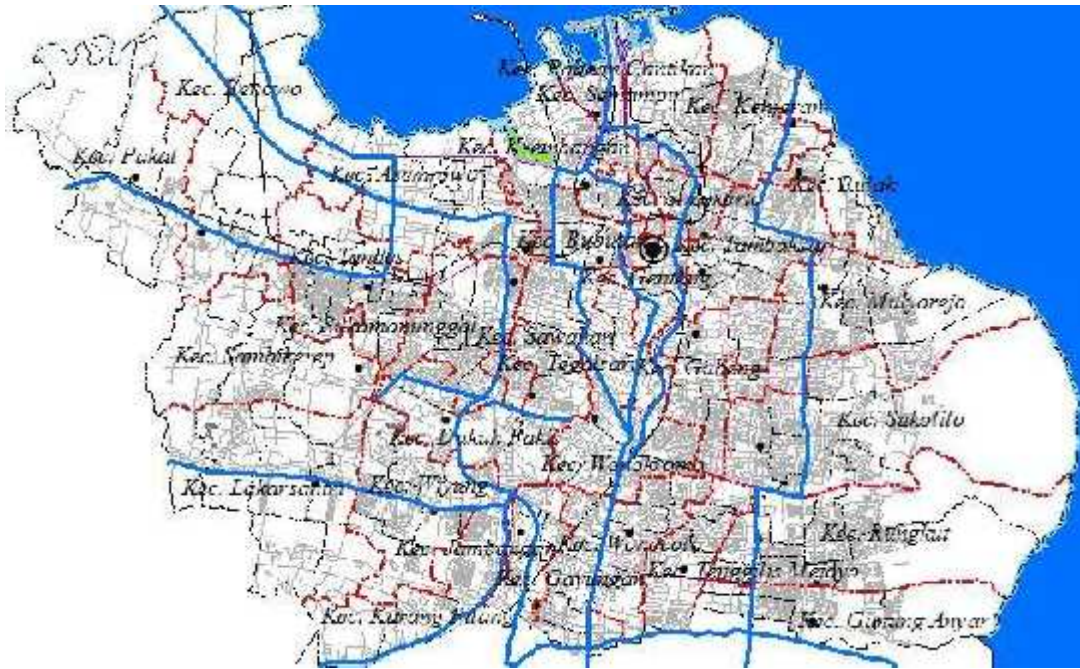 Kec. Pabean Cantikan
Kec. Semampir
Kec. Kenjeran
Kec. Benowo
Kec. Krembangan
Kec. Pakal
Kec. Asemrowo
Kec. Bulak
Kec. Simokerto
Kec. Bubutan
Kec. Tambaksari
Kec. Tandes
Kec. Genteng
Kec. Mulyorejo
Kec. Sukomanunggal
Kec. Sawahan
Kec. Sambikerep
Kec. Tegalsari
Kec. Gubeng
Kec. Sukolilo
Kec. Dukuh Pakis
Kec. Wonokromo
Kec. Lakarsantri
Kec. Wiyung
Kec. Rungkut
Kec. Jambangan
Kec. Wonocolo
Kec. Gayungan
Kec. Tenggilis Mejoyo
Kec. Karang Pilang
Kec. Gunung Anyar